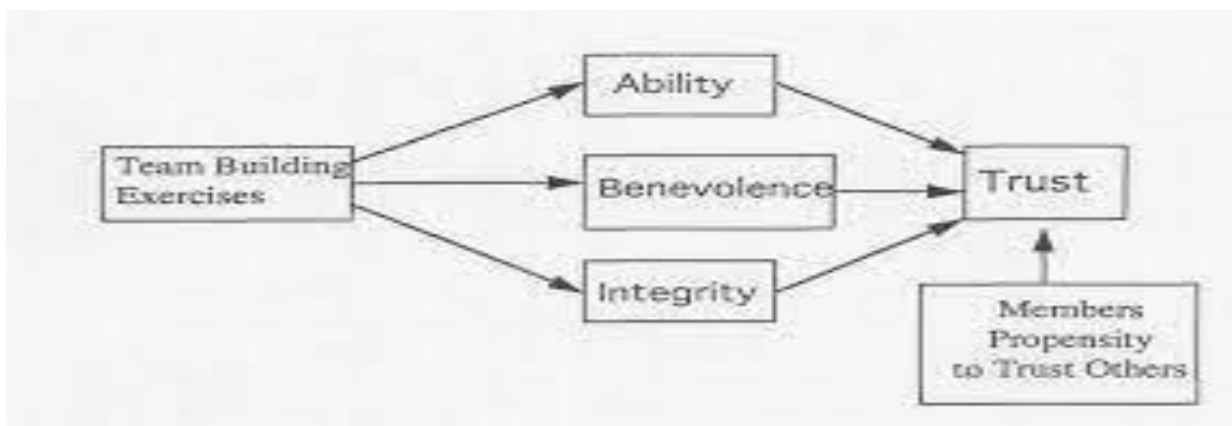 Ability
Team Building
Exercises
Benevolence
Trust
Integrity
Members
Propensity
to Trust Others